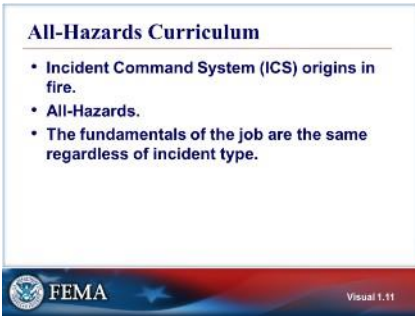 All-Hazards Curriculum
• Incident Command System (ICS) origins in
fire.
• All-Hazards.
• The fundamentals of the job are the same
regardless of incident type.
FEMA
Visual 1.11